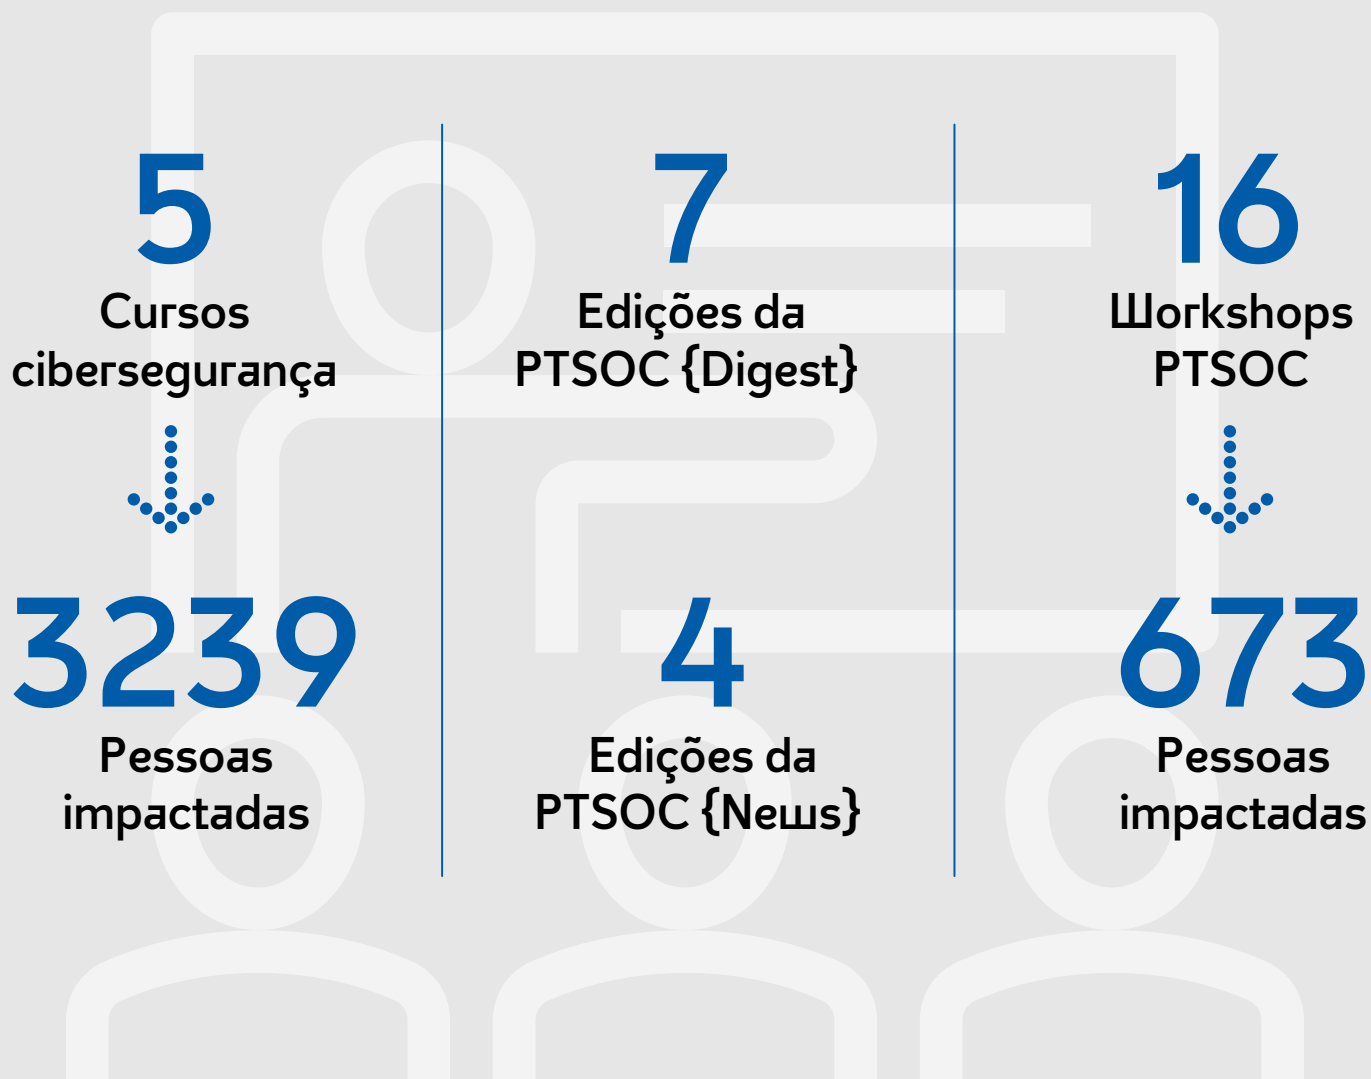 5
Cursos
cibersegurança
3239
Pessoas
impactadas
7
Edições da
PTSOC {Digest}
4
Edições da
PTSOC {News}
16
Workshops
PTSOC
673
Pessoas
impactadas